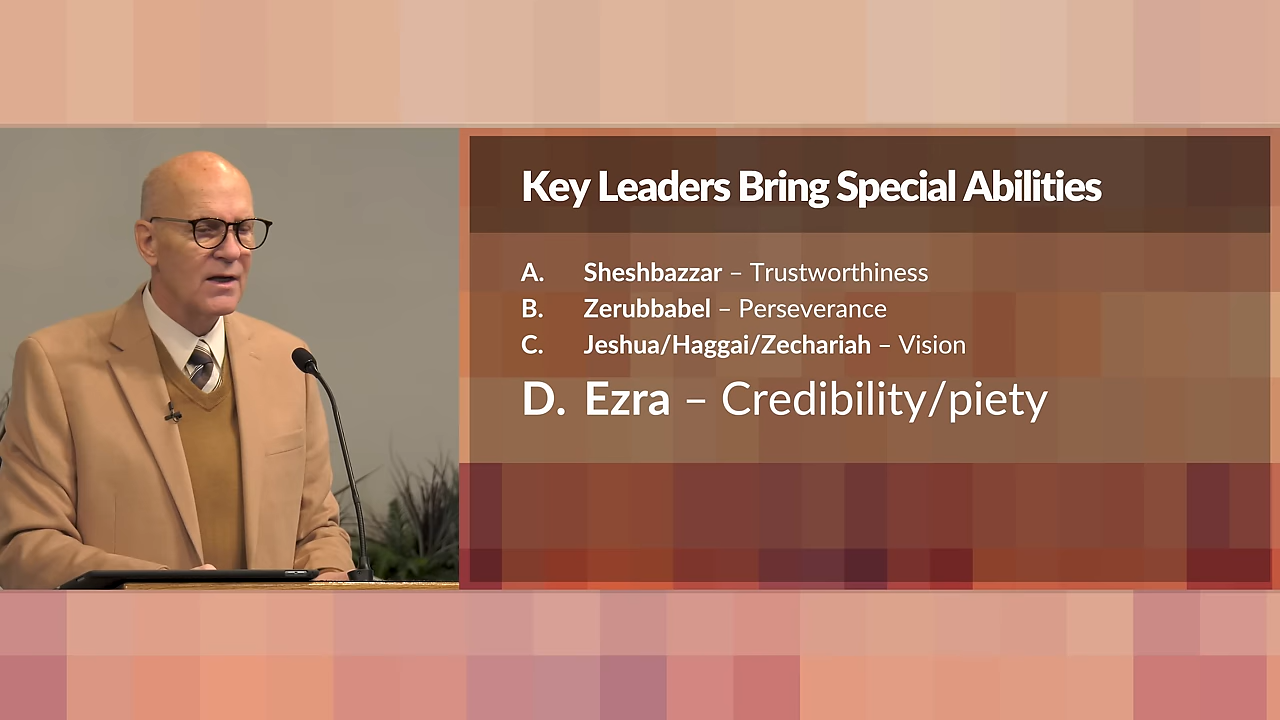 Key Leaders Bring Special Abilities
A. Sheshbazzar – Trustworthiness
B. Zerubbabel – Perseverance
C. Jeshua/Haggai/Zechariah – Vision
D. Ezra – Credibility/piety